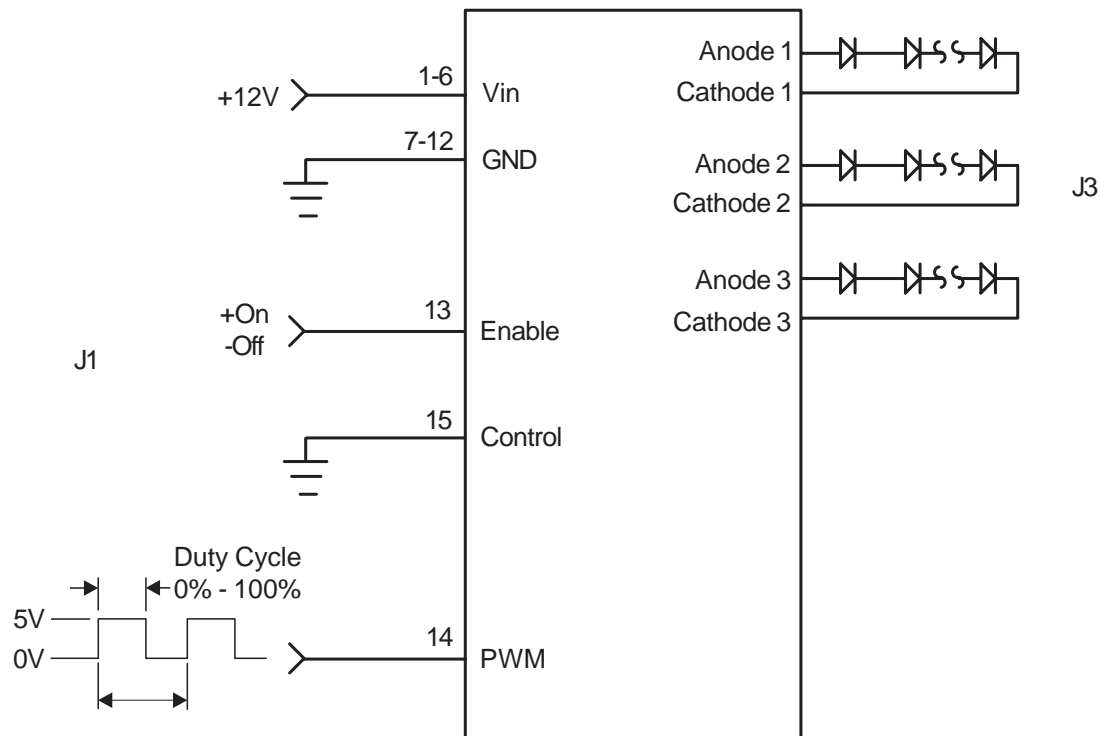 Anode 1
1-6
+12V
Vin
Cathode 1
7-12
GND
Anode 2
Cathode 2
J3
Anode 3
+On
-Off
13
Enable
Cathode 3
J1
15
Control
Duty Cycle
0% - 100%
5V
0V
14
PWM